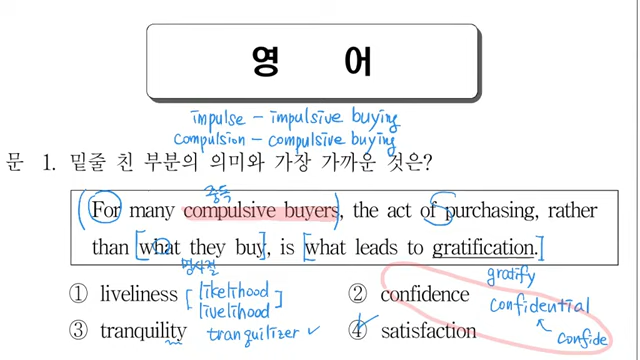 영 어
impulse - impulsive buying
compulsion - compulsive buying
문 1. 밑줄 친 부분의 의미와 가장 가까운 것은?
중독
(For many compulsive buyers), the act of purchasing, rather
than [what they buy], is [what leads to gratification.]
명사절
gratify
① liveliness [likelihood livelihood] ② confidence
confidential
confide
③ tranquility tranquilizer ✓ ④ satisfaction